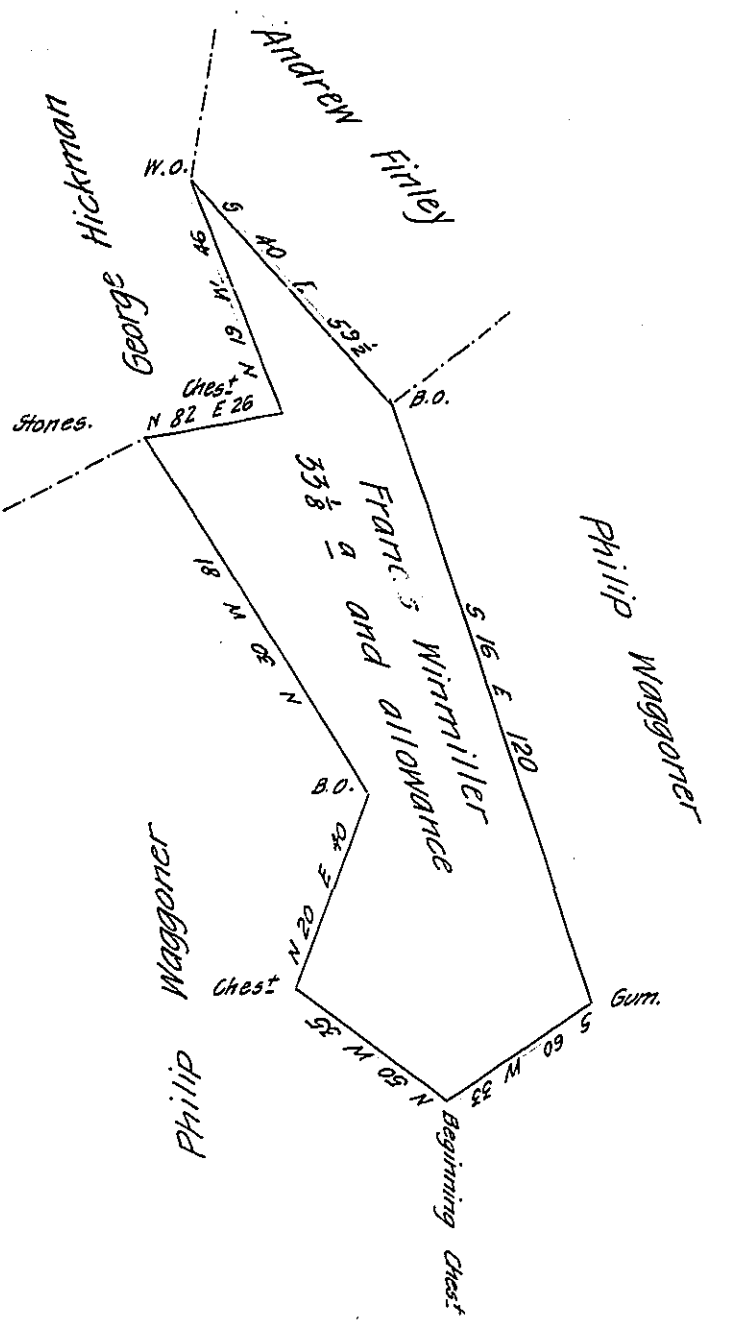 Andrew Finley
George Hickman
W.O.
S 40 E 59½
N 19 W 46
Chest
N 82 E 26
Stones.
B.O.
Philip Waggoner
S 16 E 120
Francis Winmiller
33⅛ a and allowance
N 30 W 81
B.O.
N 20 E 40
Philip Waggoner
Chest
N 50 W 35
Gum.
S 60 W 33
Beginning Chest